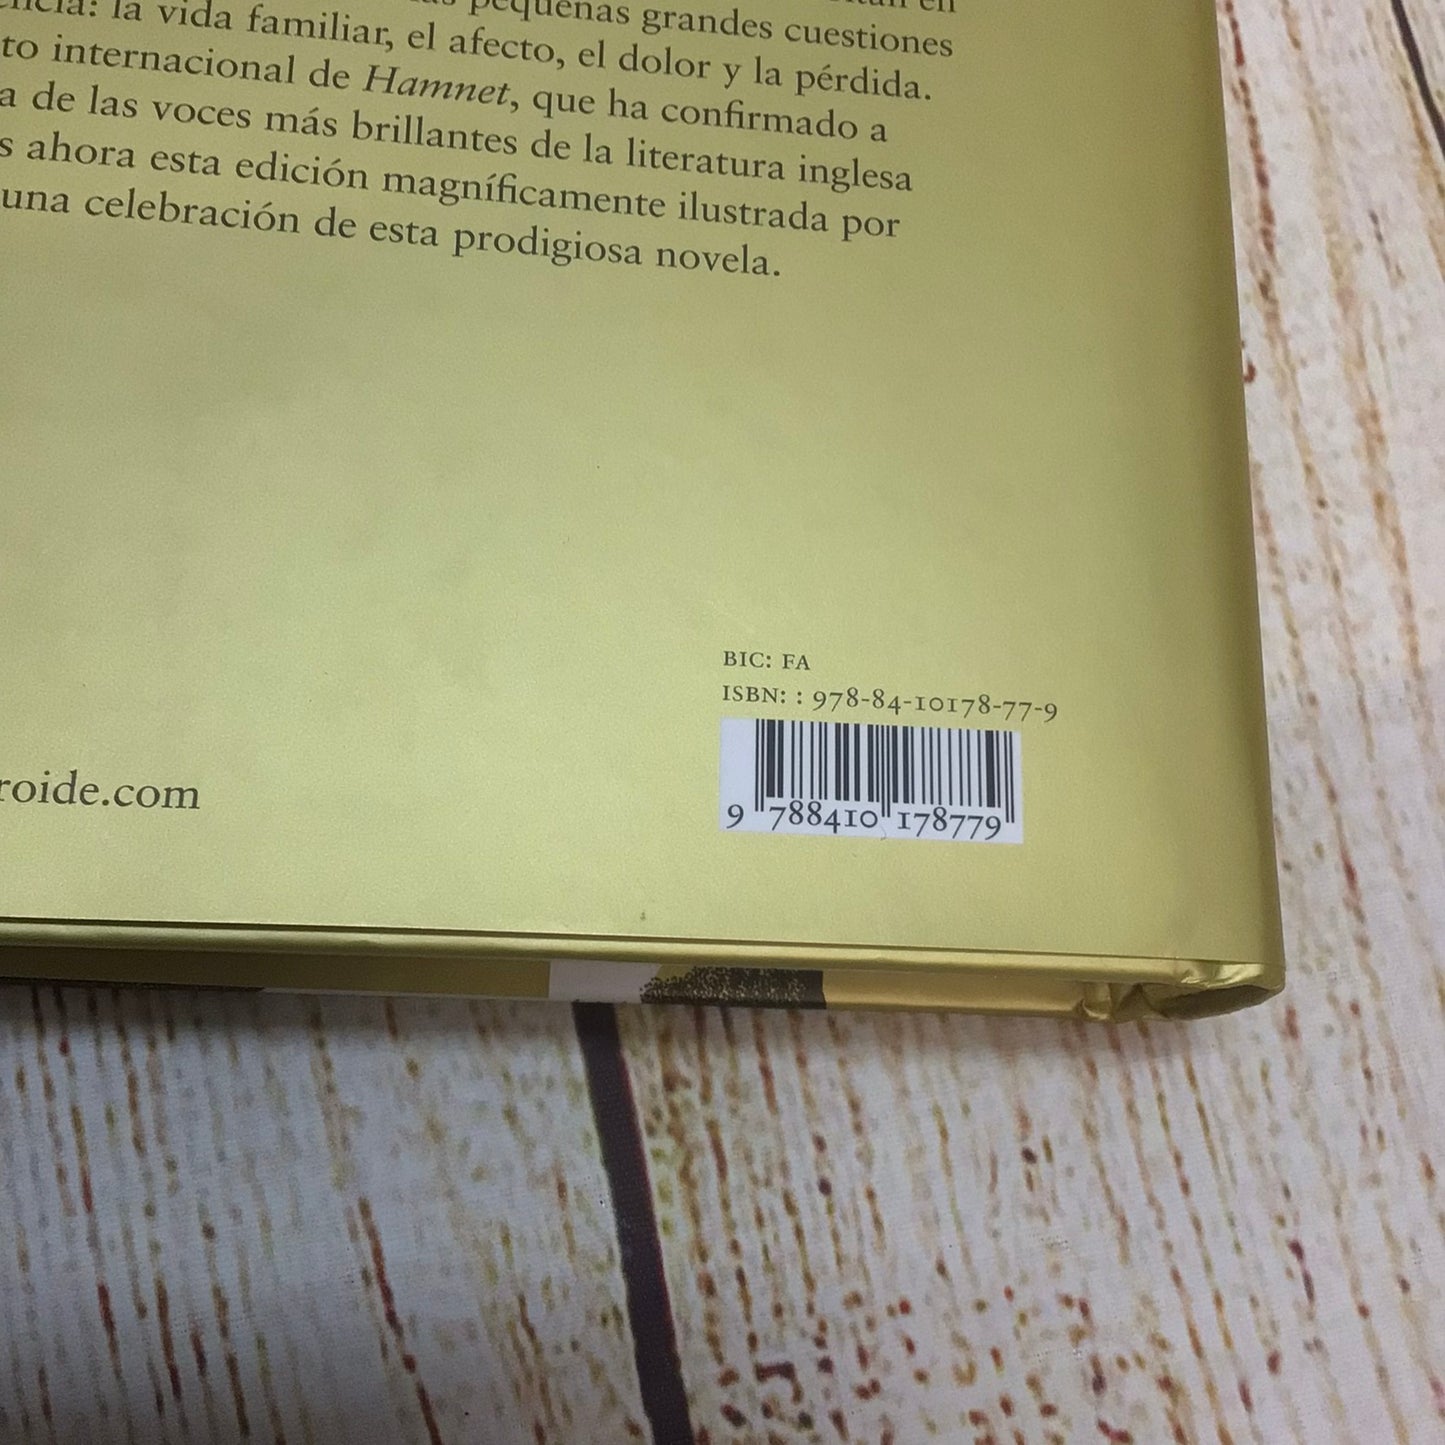 en
pequeñas grandes cuestiones
la vida familiar, el afecto, el dolor y la pérdida.
to internacional de Hamnet, que ha confirmado a
a de las voces más brillantes de la literatura inglesa
s ahora esta edición magníficamente ilustrada por
una celebración de esta prodigiosa novela.
BIC: FA
ISBN: : 978-84-10178-77-9
roide.com
9 788410 178779